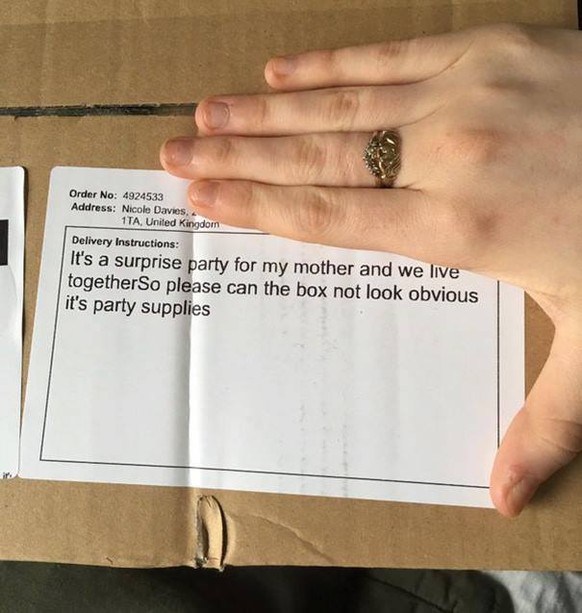 Order No: 4924533
Address: Nicole Davies,
1TA, United Kingdom
Delivery Instructions:
It's a surprise party for my mother and we live
togetherSo please can the box not look obvious
it's party supplies